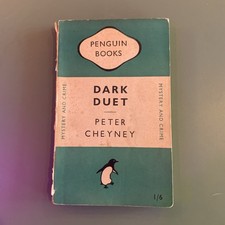 PENGUIN
BOOKS
DARK
DUET
PETER
CHEYNEY
MYSTERY AND CRIME
MYSTERY AND CRIME
1/6